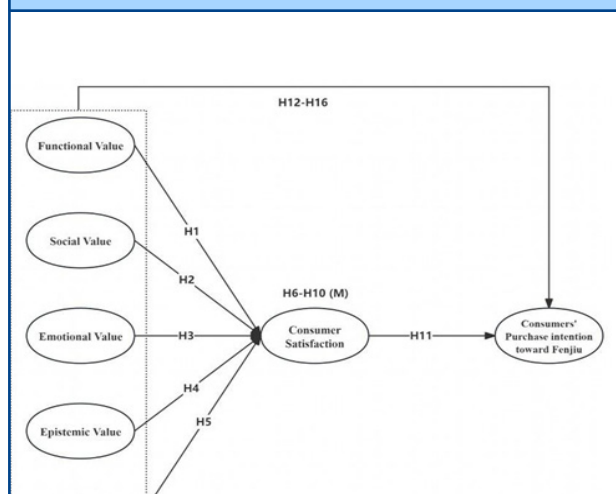 H12-H16
Functional Value
H1
Social Value
H2
H6-H10 (M)
Emotional Value
H3
Consumer
Satisfaction
H11
Consumers'
Purchase intention
toward Fenjiu
H4
Epistemic Value
H5